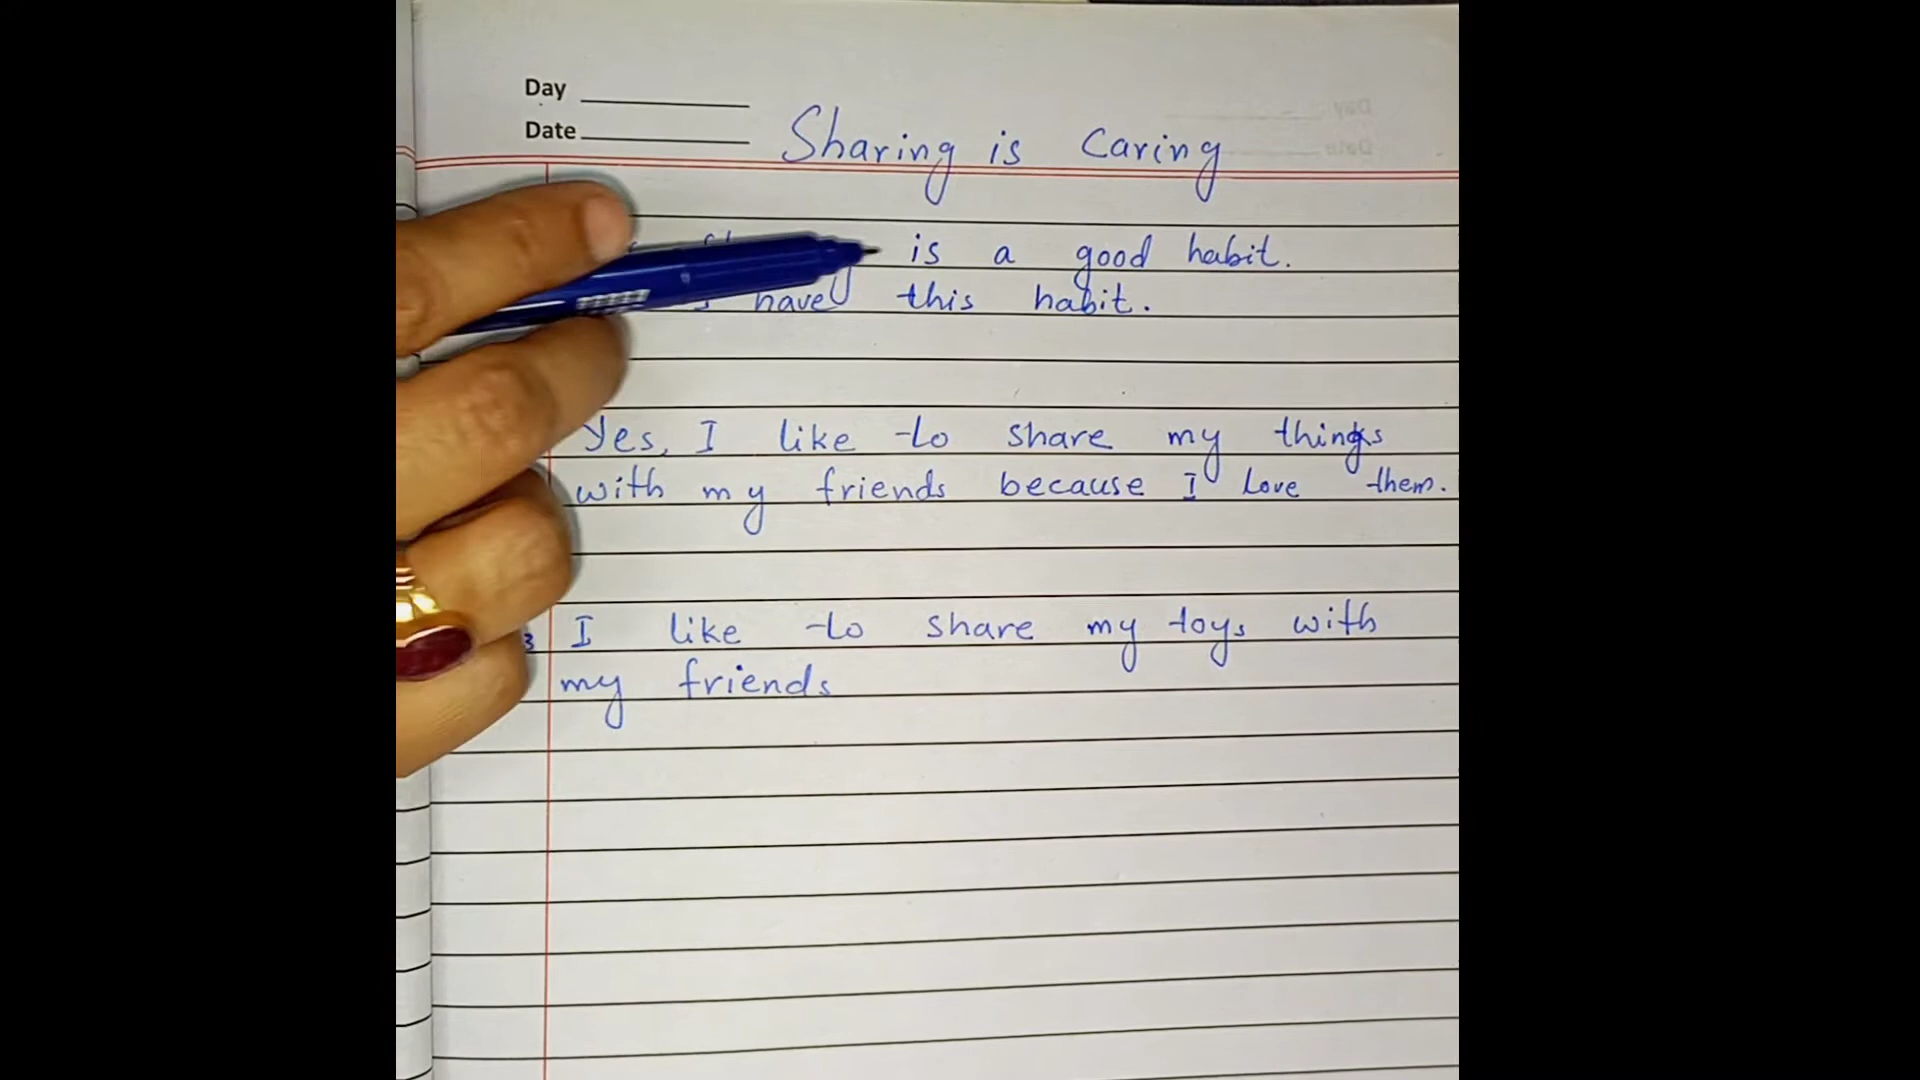 Day
Date
Sharing is Caring
is a good habit.
have this habit.
Yes, I like to share my things
with my friends because I Love them.
3 I like to share my toys with
my friends